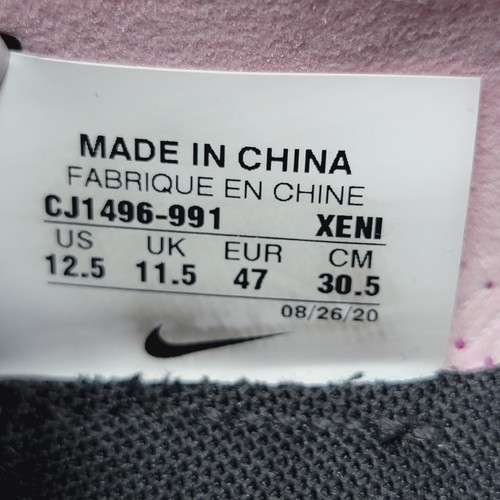 MADE IN CHINA
FABRIQUE EN CHINE
CJ1496-991 XEN!
US UK EUR CM
12.5 11.5 47 30.5
08/26/20